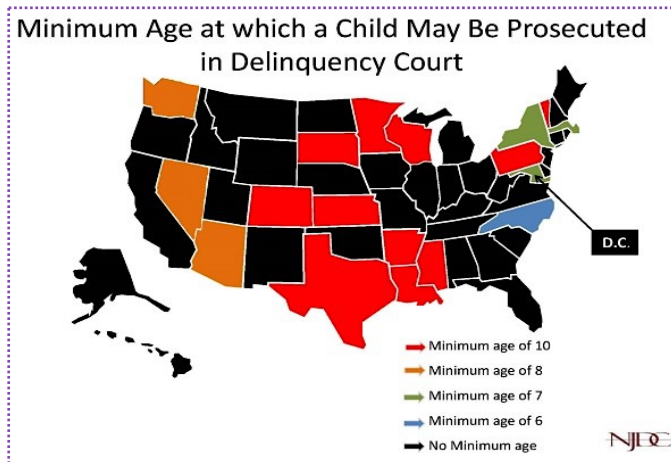 Minimum Age at which a Child May Be Prosecuted
in Delinquency Court
D.C.
Minimum age of 10
Minimum age of 8
Minimum age of 7
Minimum age of 6
No Minimum age
NJDC